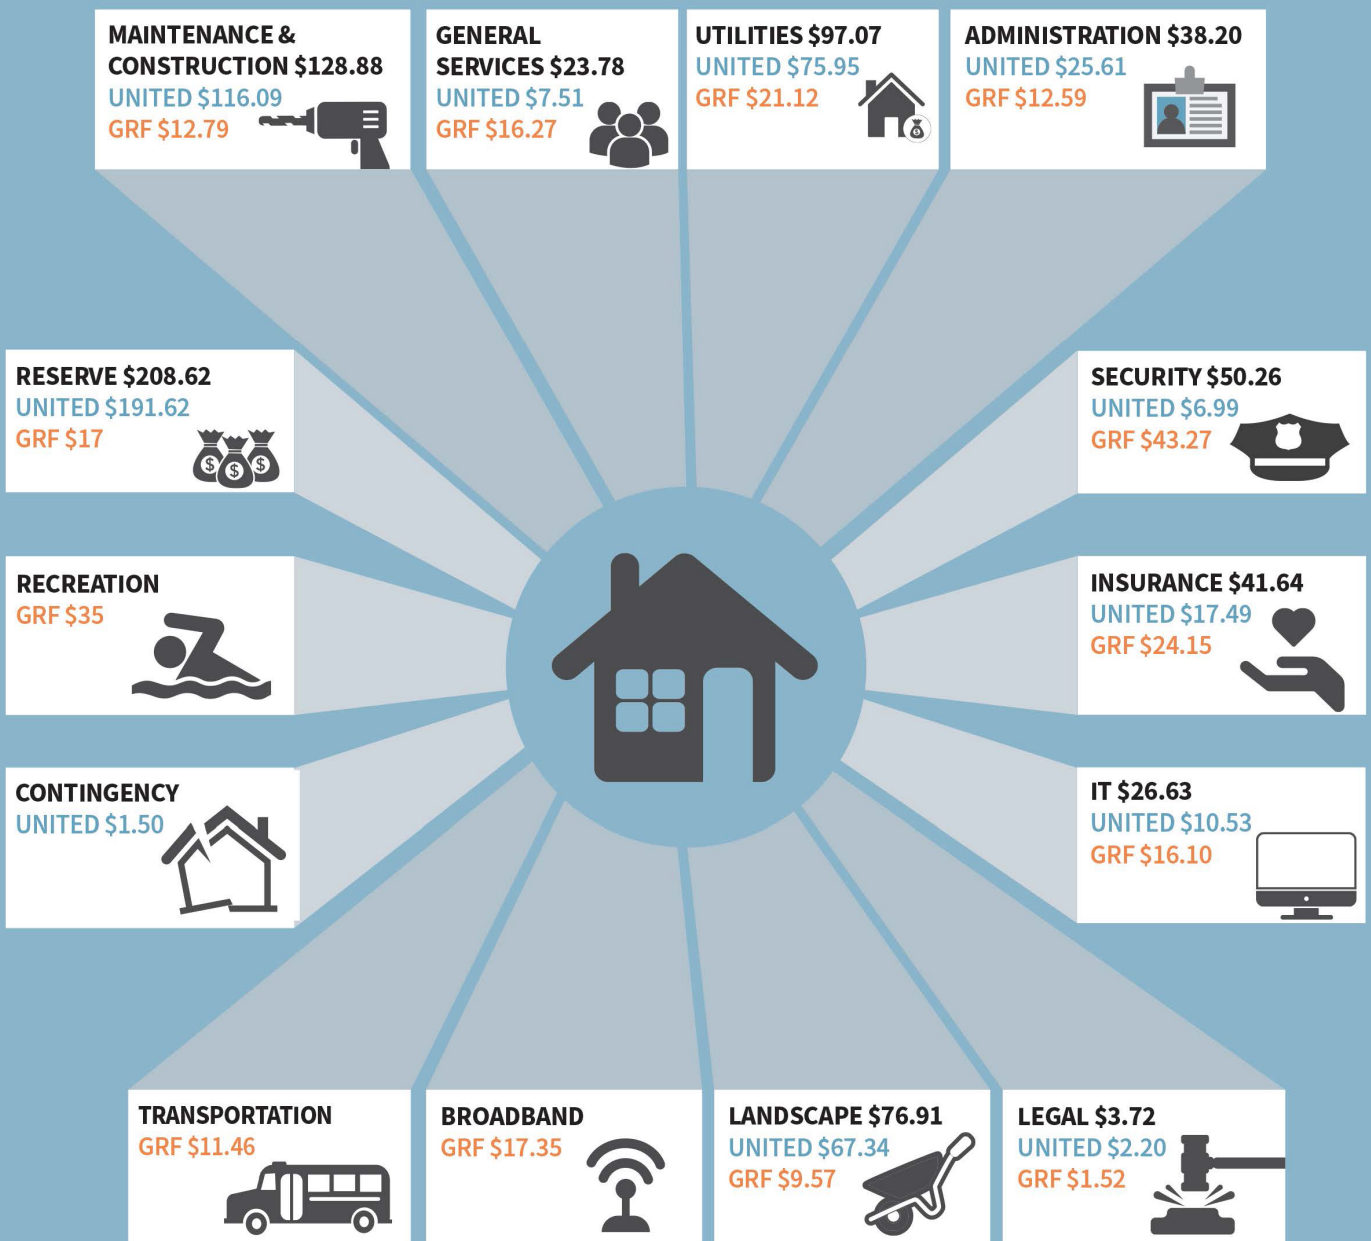 MAINTENANCE &
CONSTRUCTION $128.88
UNITED $116.09
GRF $12.79
GENERAL
SERVICES $23.78
UNITED $7.51
GRF $16.27
UTILITIES $97.07
UNITED $75.95
GRF $21.12
ADMINISTRATION $38.20
UNITED $25.61
GRF $12.59
RESERVE $208.62
UNITED $191.62
GRF $17
$ $ $
SECURITY $50.26
UNITED $6.99
GRF $43.27
RECREATION
GRF $35
INSURANCE $41.64
UNITED $17.49
GRF $24.15
CONTINGENCY
UNITED $1.50
IT $26.63
UNITED $10.53
GRF $16.10
TRANSPORTATION
GRF $11.46
BROADBAND
GRF $17.35
LANDSCAPE $76.91
UNITED $67.34
GRF $9.57
LEGAL $3.72
UNITED $2.20
GRF $1.52